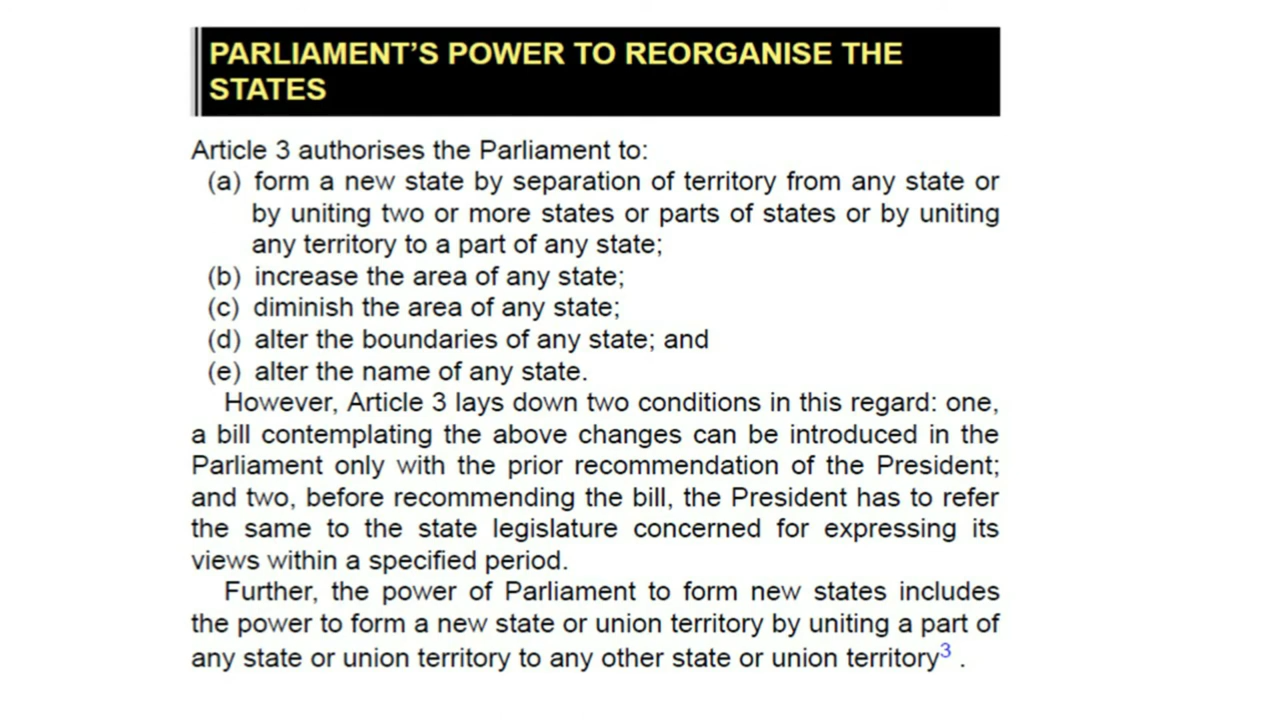 PARLIAMENT’S POWER TO REORGANISE THE
STATES
Article 3 authorises the Parliament to:
(a) form a new state by separation of territory from any state or
by uniting two or more states or parts of states or by uniting
any territory to a part of any state;
(b) increase the area of any state;
(c) diminish the area of any state;
(d) alter the boundaries of any state; and
(e) alter the name of any state.
However, Article 3 lays down two conditions in this regard: one,
a bill contemplating the above changes can be introduced in the
Parliament only with the prior recommendation of the President;
and two, before recommending the bill, the President has to refer
the same to the state legislature concerned for expressing its
views within a specified period.
Further, the power of Parliament to form new states includes
the power to form a new state or union territory by uniting a part of
any state or union territory to any other state or union territory3 .